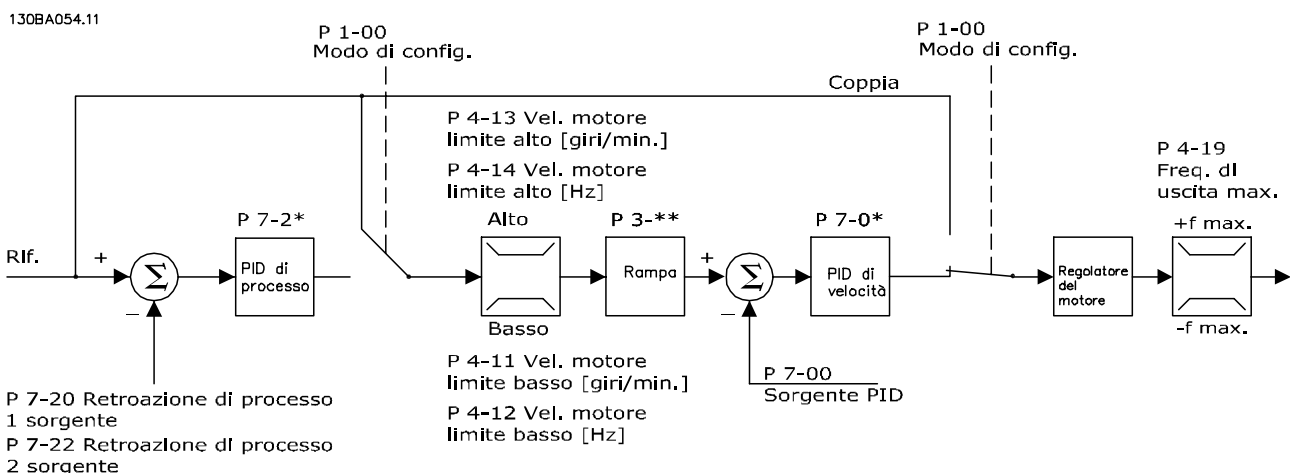 130BA054.11
P 1-00
Modo di config.
P 1-00
Modo di config.
Coppia
P 4-13 Vel. motore
limite alto [giri/min.]
P 4-14 Vel. motore
limite alto [Hz]
P 4-19
Freq. dI
uscita max.
P 7-2*
Alto
P 3-**
P 7-0*
+f max.
RIf.
+
Σ
PID di
processo
Rampa
+
Σ
PID di
velocità
Regolatore
del
motore
−
Basso
−
-f max.
P 4-11 Vel. motore
limite basso [giri/min.]
P 4-12 Vel. motore
limite basso [Hz]
P 7-00
Sorgente PID
P 7-20 Retroazione di processo
1 sorgente
P 7-22 Retroazione di processo
2 sorgente